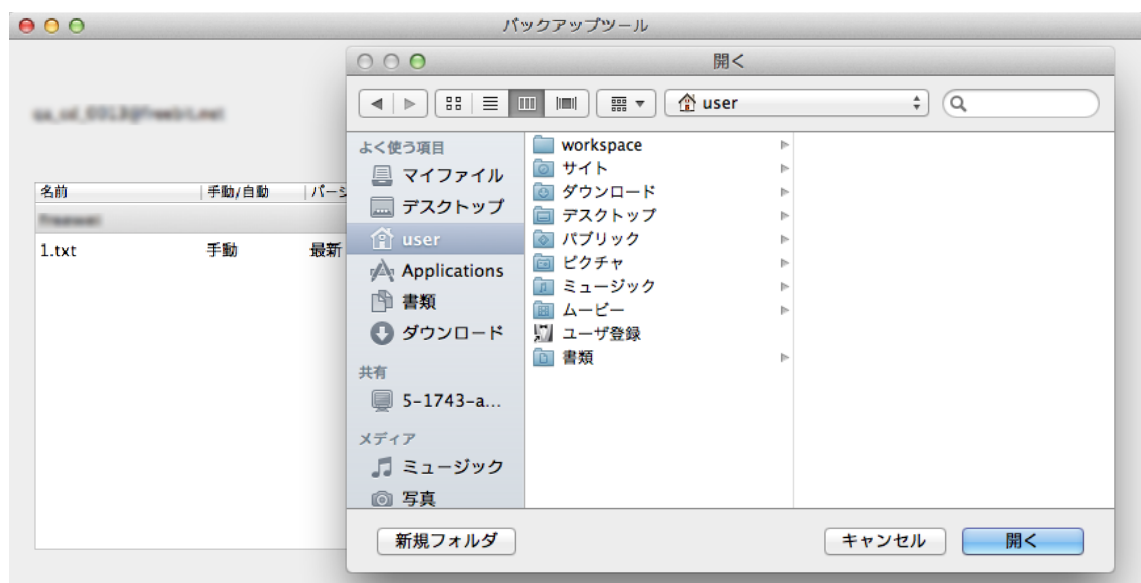 バックアップツール
開く
user
よく使う項目
マイファイル
デスクトップ
user
Applications
書類
ダウンロード
共有
5-1743-a...
メディア
ミュージック
写真
workspace
サイト
ダウンロード
デスクトップ
パブリック
ピクチャ
ミュージック
ムービー
ユーザ登録
書類
名前 手動/自動 バージ
1.txt 手動 最新
新規フォルダ キャンセル 開く